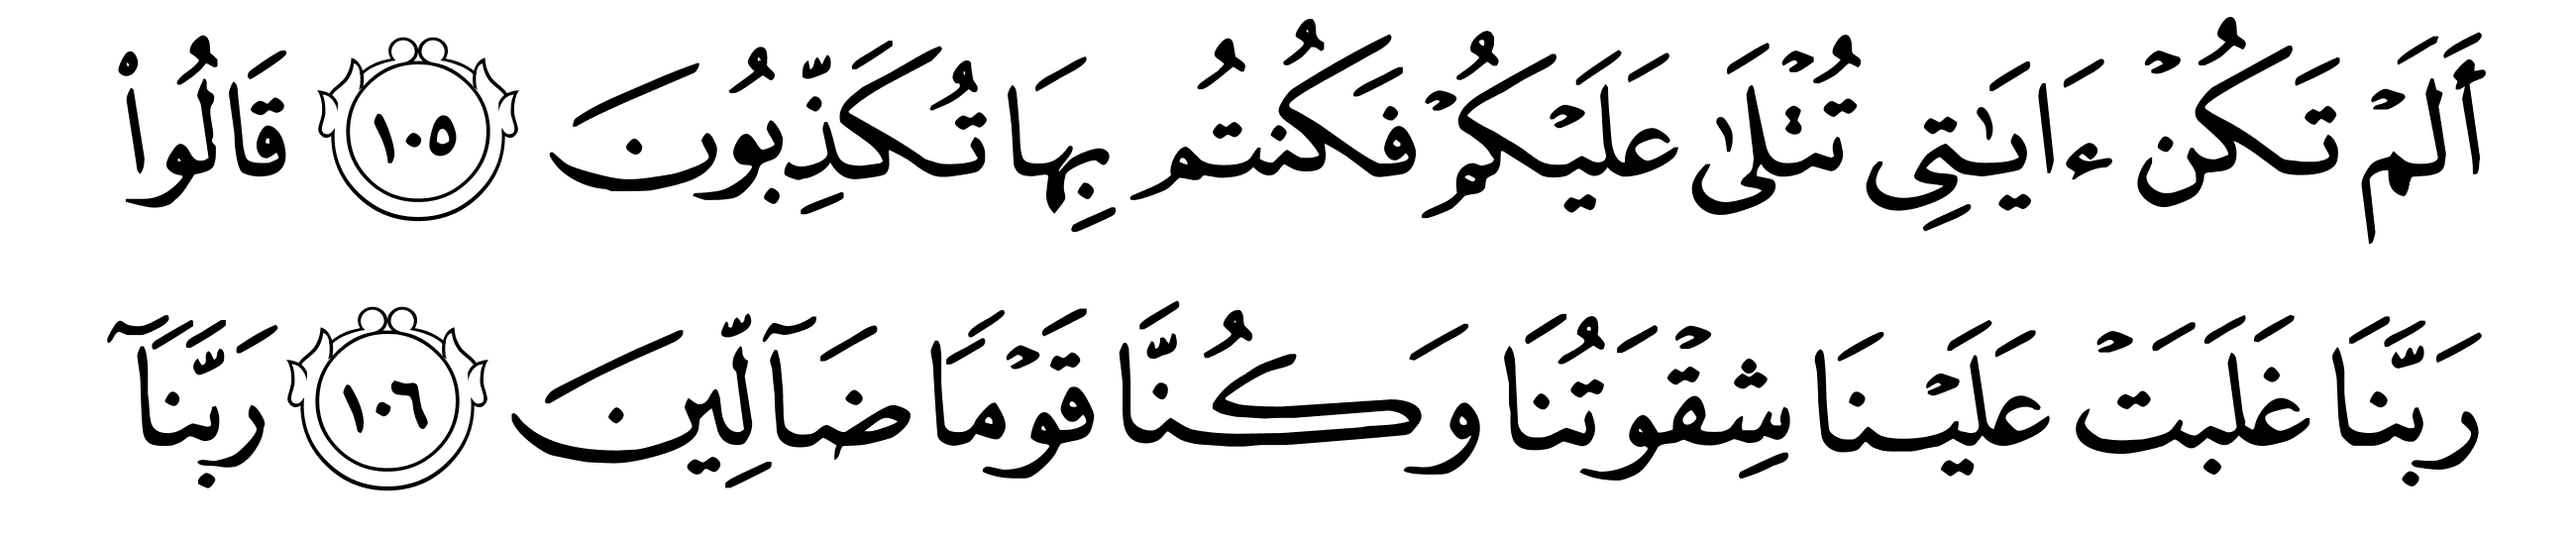 أَلَمْ تَكُنْ ءَايَـٰتِى تُتْلَىٰ عَلَيْكُمْ فَكُنتُم بِهَا تُكَذِّبُونَ ١٠٥ قَالُوا۟
رَبَّنَا غَلَبَتْ عَلَيْنَا شِقْوَتُنَا وَكُنَّا قَوْمًا ضَآلِّينَ ١٠٦ رَبَّنَآ